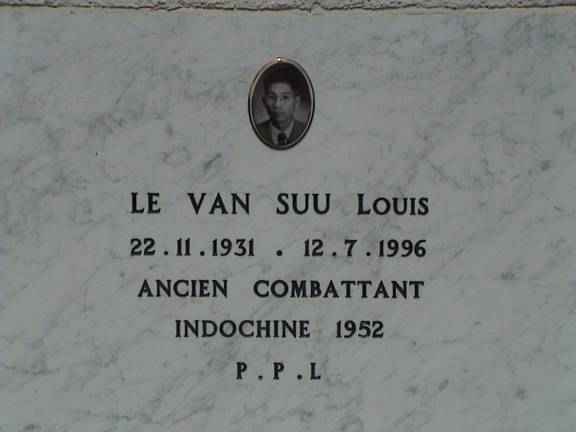 LE VAN SUU Louis
22.11.1931 . 12.7.1996
ANCIEN COMBATTANT
INDOCHINE 1952
P.P.L